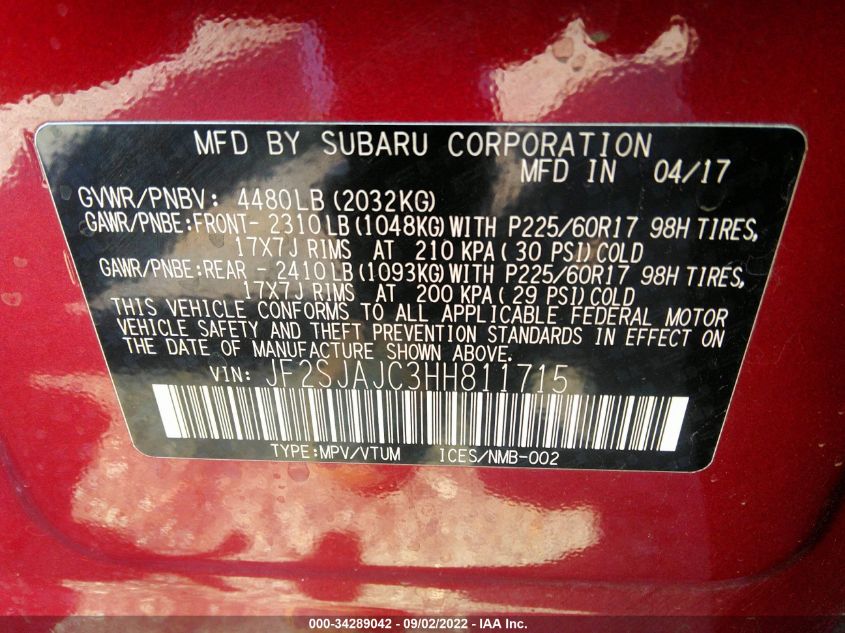 MFD BY SUBARU CORPORATION
MFD IN 04/17
GVWR/PNBV: 4480LB (2032KG)
GAWR/PNBE:FRONT- 2310LB (1048KG) WITH P225/60R17 98H TIRES,
17X7J RIMS AT 210 KPA( 30 PSI) COLD
GAWR/PNBE:REAR - 2410LB (1093KG) WITH P225/60R17 98H TIRES,
17X7J RIMS AT 200 KPA( 29 PSI) COLD
THIS VEHICLE CONFORMS TO ALL APPLICABLE FEDERAL MOTOR
VEHICLE SAFETY AND THEFT PREVENTION STANDARDS IN EFFECT ON
THE DATE OF MANUFACTURE SHOWN ABOVE.
VIN: JF2SJAJC3HH811715
TYPE:MPV/VTUM ICES/NMB-002
000-34289042 - 09/02/2022 - IAA Inc.